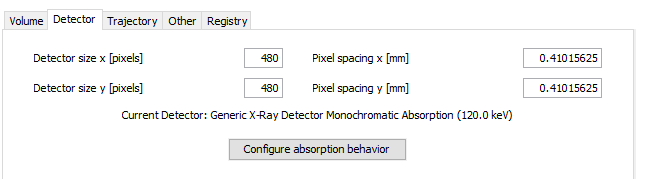 Volume Detector Trajectory Other Registry
Detector size x [pixels] 480 Pixel spacing x [mm] 0.41015625
Detector size y [pixels] 480 Pixel spacing y [mm] 0.41015625
Current Detector: Generic X-Ray Detector Monochromatic Absorption (120.0 keV)
Configure absorption behavior